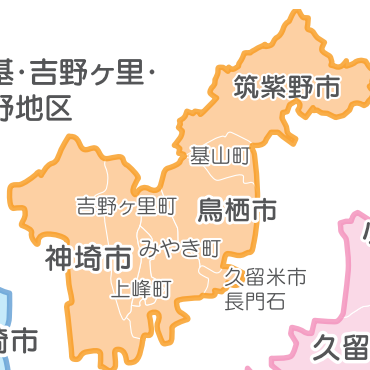 基・吉野ヶ里・
野地区
筑紫野市
基山町
吉野ヶ里町
鳥栖市
みやき町
神埼市
上峰町
久留米市
長門石
埼市
久留